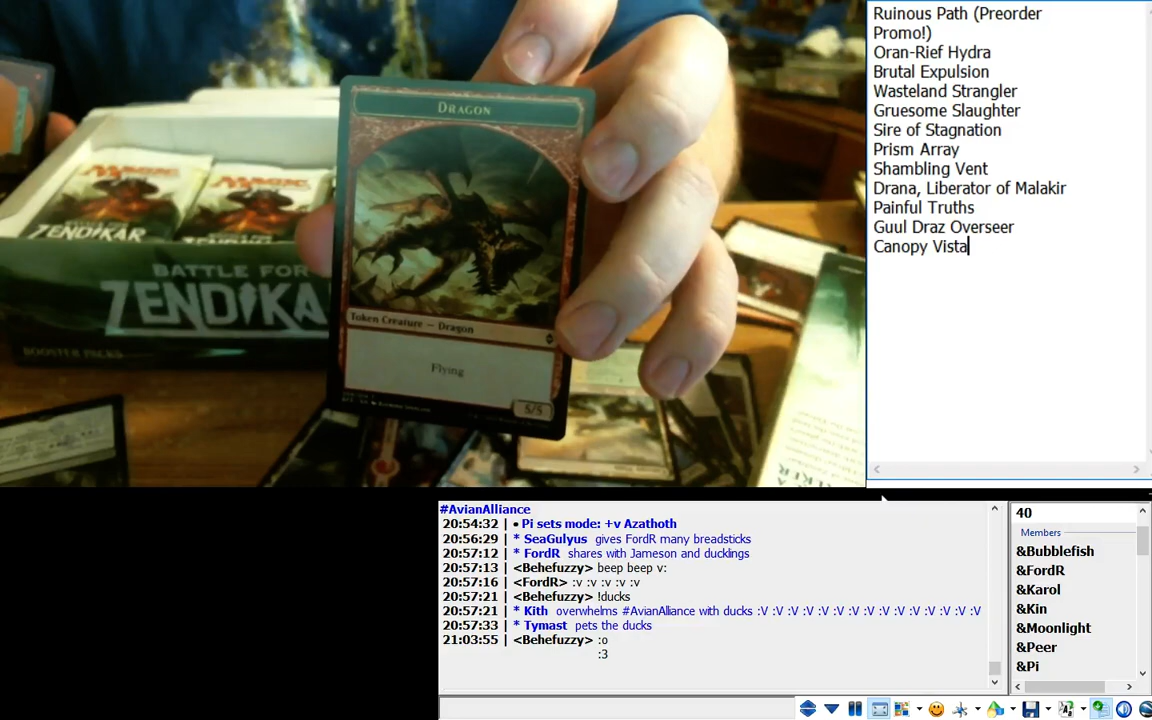 DRAGON
Token Creature — Dragon
Flying
5/5
MAGIC
ZENDIKAR
MAGIC
ZENDIKAR
BATTLE FOR
ZENDIKA
BOOSTER PACKS
Ruinous Path (Preorder
Promo!)
Oran-Rief Hydra
Brutal Expulsion
Wasteland Strangler
Gruesome Slaughter
Sire of Stagnation
Prism Array
Shambling Vent
Drana, Liberator of Malakir
Painful Truths
Guul Draz Overseer
Canopy Vista
#AvianAlliance
20:54:32 | • Pi sets mode: +v Azathoth
20:56:29 | * SeaGulyus gives FordR many breadsticks
20:57:12 | * FordR shares with Jameson and ducklings
20:57:13 | <Behefuzzy> beep beep v:
20:57:16 | <FordR> :v :v :v :v :v
20:57:21 | <Behefuzzy> !ducks
20:57:21 | * Kith overwhelms #AvianAlliance with ducks :V :V :V :V :V :V :V :V :V :V :V :V :V
20:57:33 | * Tymast pets the ducks
21:03:55 | <Behefuzzy> :o
:3
40
Members
&Bubblefish
&FordR
&Karol
&Kin
&Moonlight
&Peer
&Pi